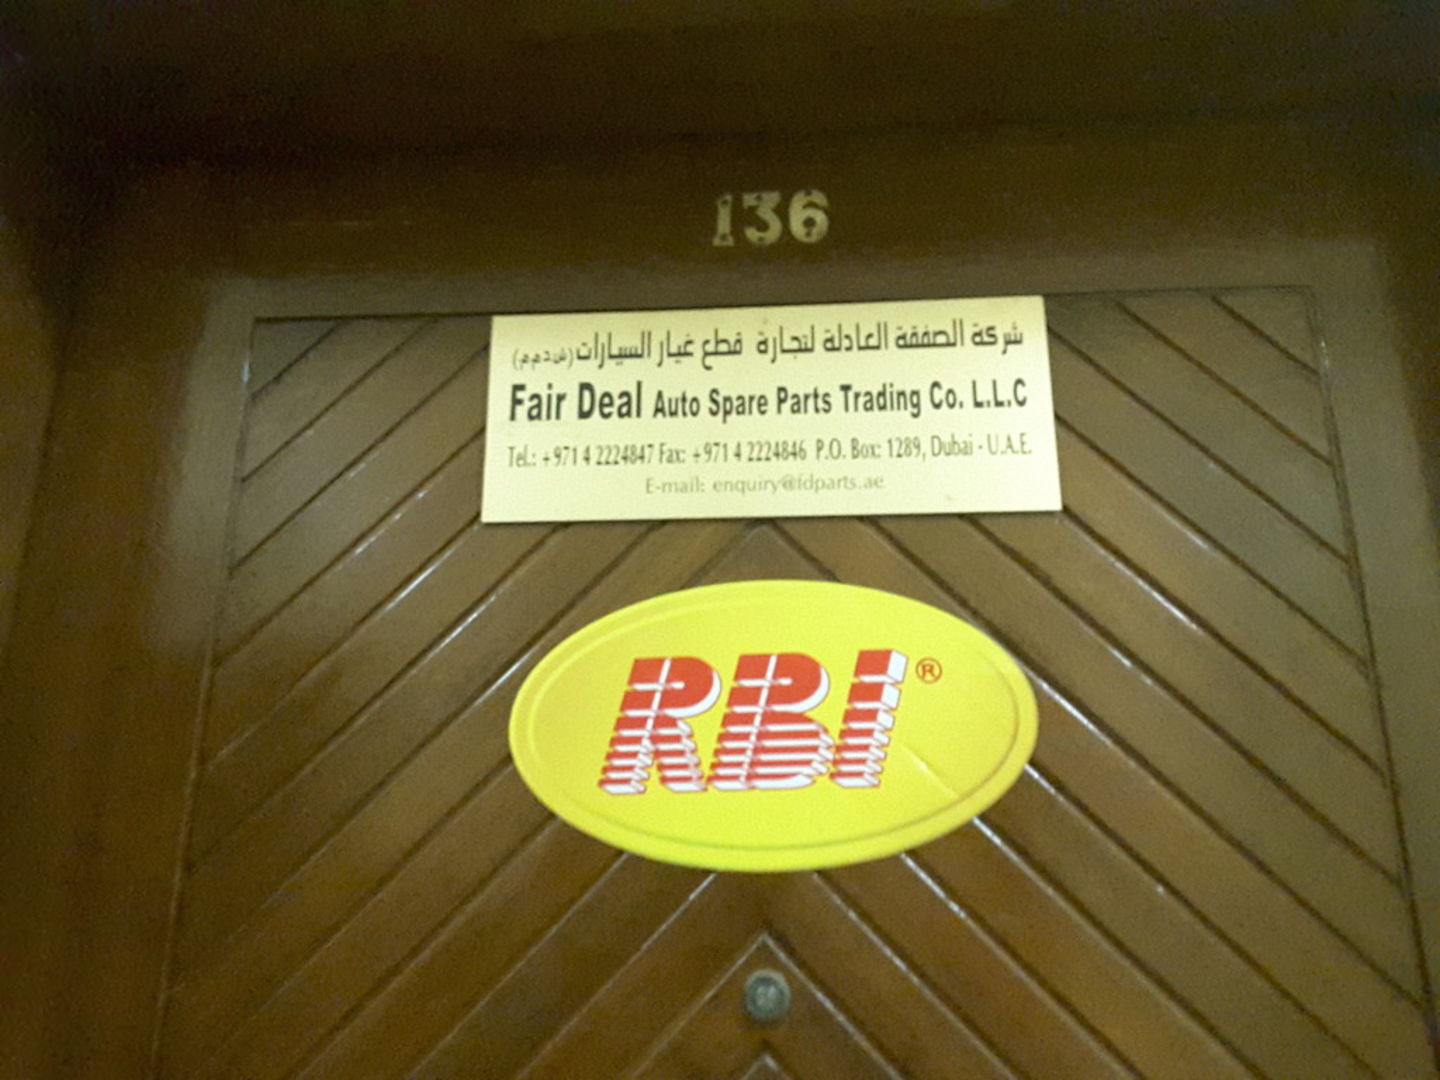 136
شركة الصفقة العادلة لتجارة قطع غيار السيارات (ش.ذ.م.م)
Fair Deal Auto Spare Parts Trading Co. L.L.C
Tel.: +971 4 2224847 Fax: +971 4 2224846 P.O. Box: 1289, Dubai - U.A.E.
E-mail: enquiry@fdparts.ae
RBI®